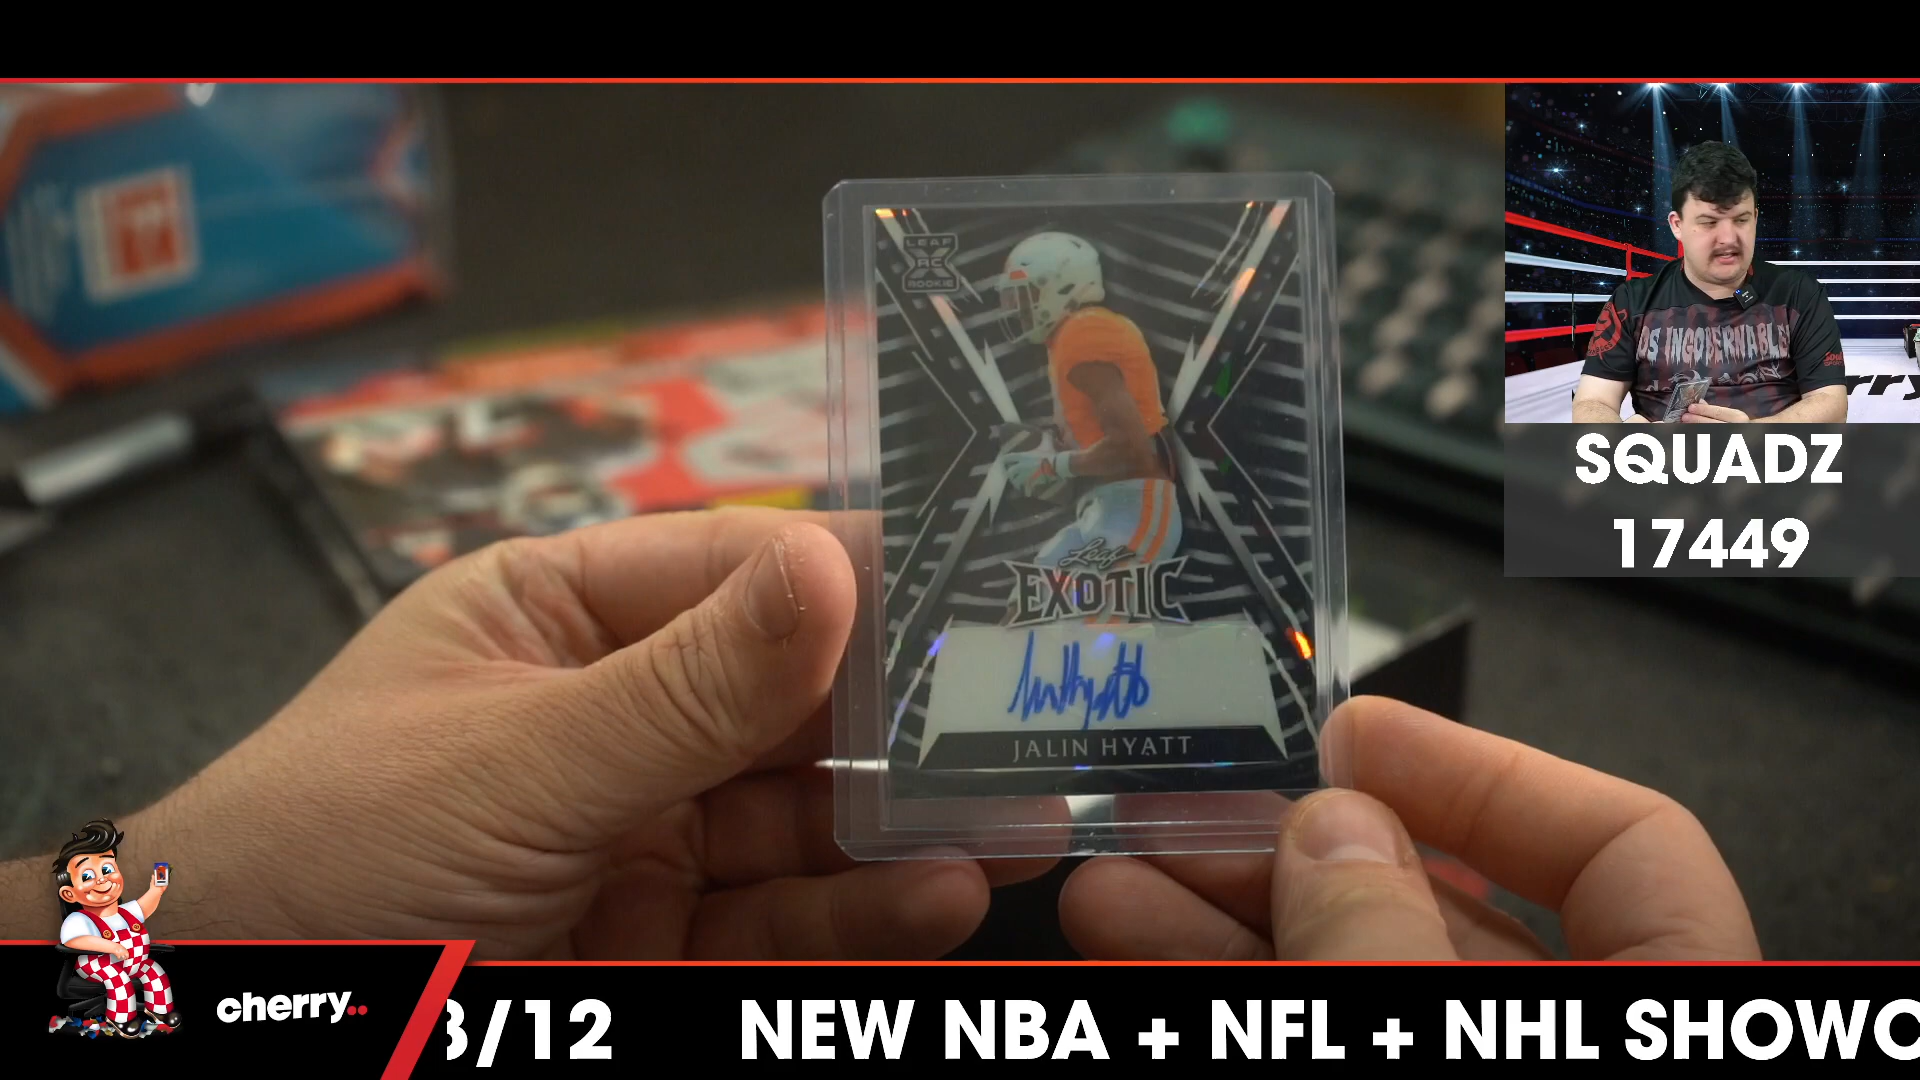 LEAF
RC
ROOKIE
Leaf
EXOTIC
JALIN HYATT
SQUADZ
17449
cherry..
3/12 NEW NBA + NFL + NHL SHOWC